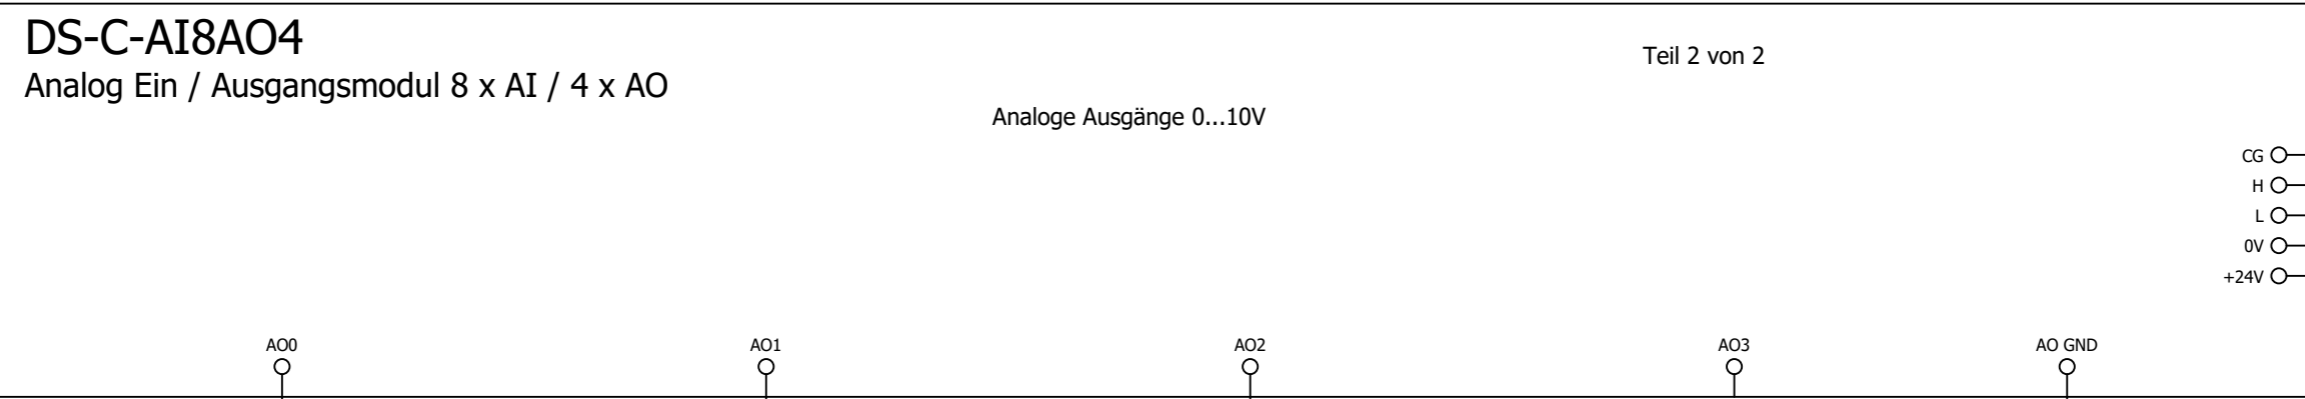 DS-C-AI8AO4
Teil 2 von 2
Analog Ein / Ausgangsmodul 8 x AI / 4 x AO
Analoge Ausgänge 0...10V
CG
H
L
0V
+24V
AO0
AO1
AO2
AO3
AO GND